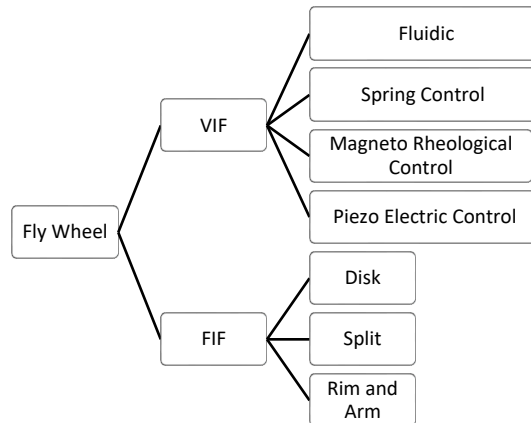 Fly Wheel
VIF
Fluidic
Spring Control
Magneto Rheological
Control
Piezo Electric Control
FIF
Disk
Split
Rim and
Arm